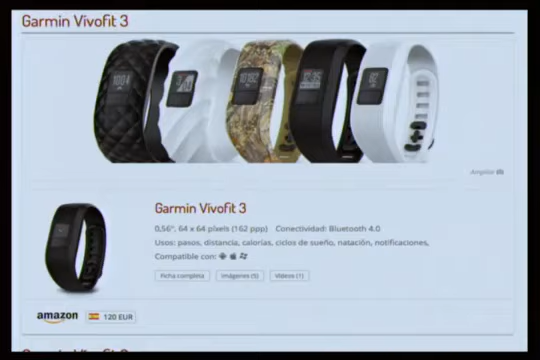 Garmin Vivofit 3
Ampliar
Garmin Vivofit 3
0,56", 64 x 64 píxels (162 ppp) Conectividad: Bluetooth 4.0
Usos: pasos, distancia, calorías, ciclos de sueño, natación, notificaciones,
Compatible con:
Ficha completa Imágenes (5) Vídeos (1)
amazon 120 EUR